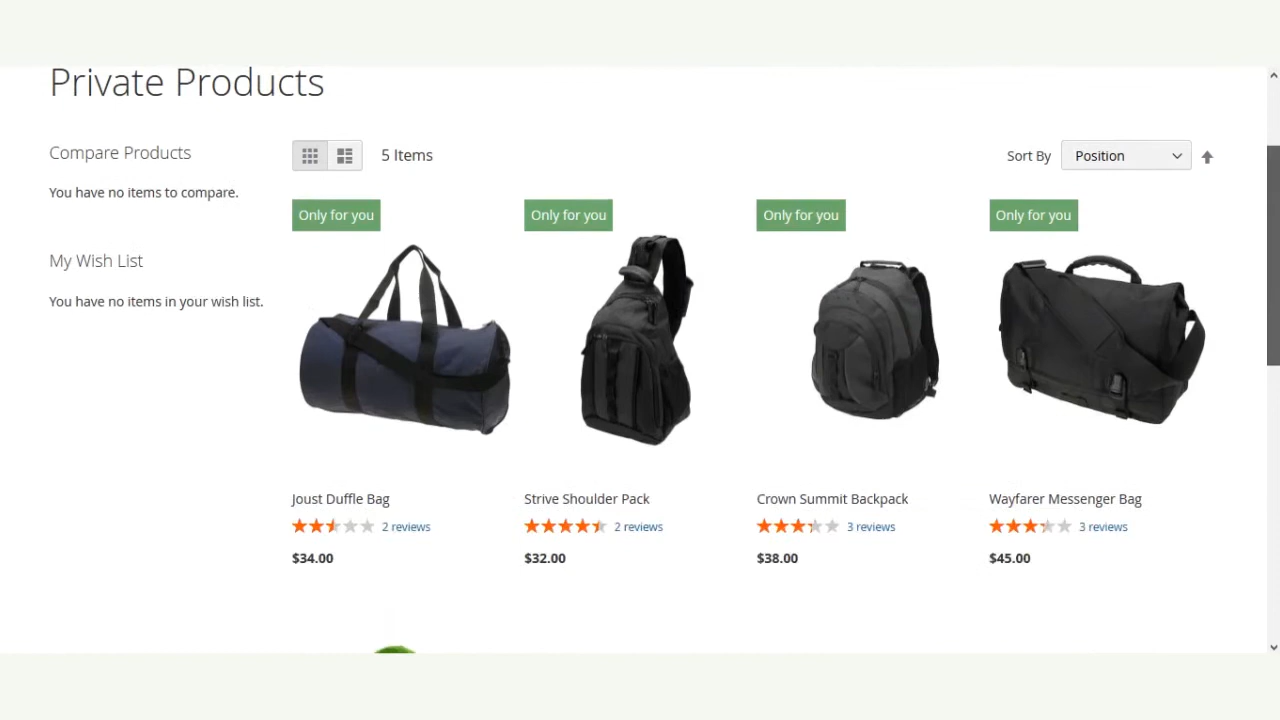 Private Products
Compare Products
You have no items to compare.
My Wish List
You have no items in your wish list.
5 Items
Sort By Position
Only for you Only for you Only for you Only for you
Joust Duffle Bag Strive Shoulder Pack Crown Summit Backpack Wayfarer Messenger Bag
2 reviews 2 reviews 3 reviews 3 reviews
$34.00 $32.00 $38.00 $45.00